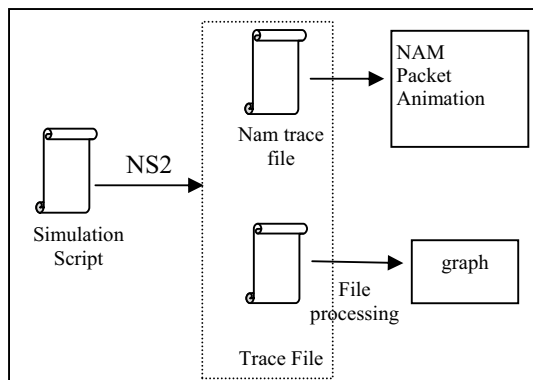 NAM
Packet
Animation
Nam trace
file
NS2
Simulation
Script
graph
File
processing
Trace File